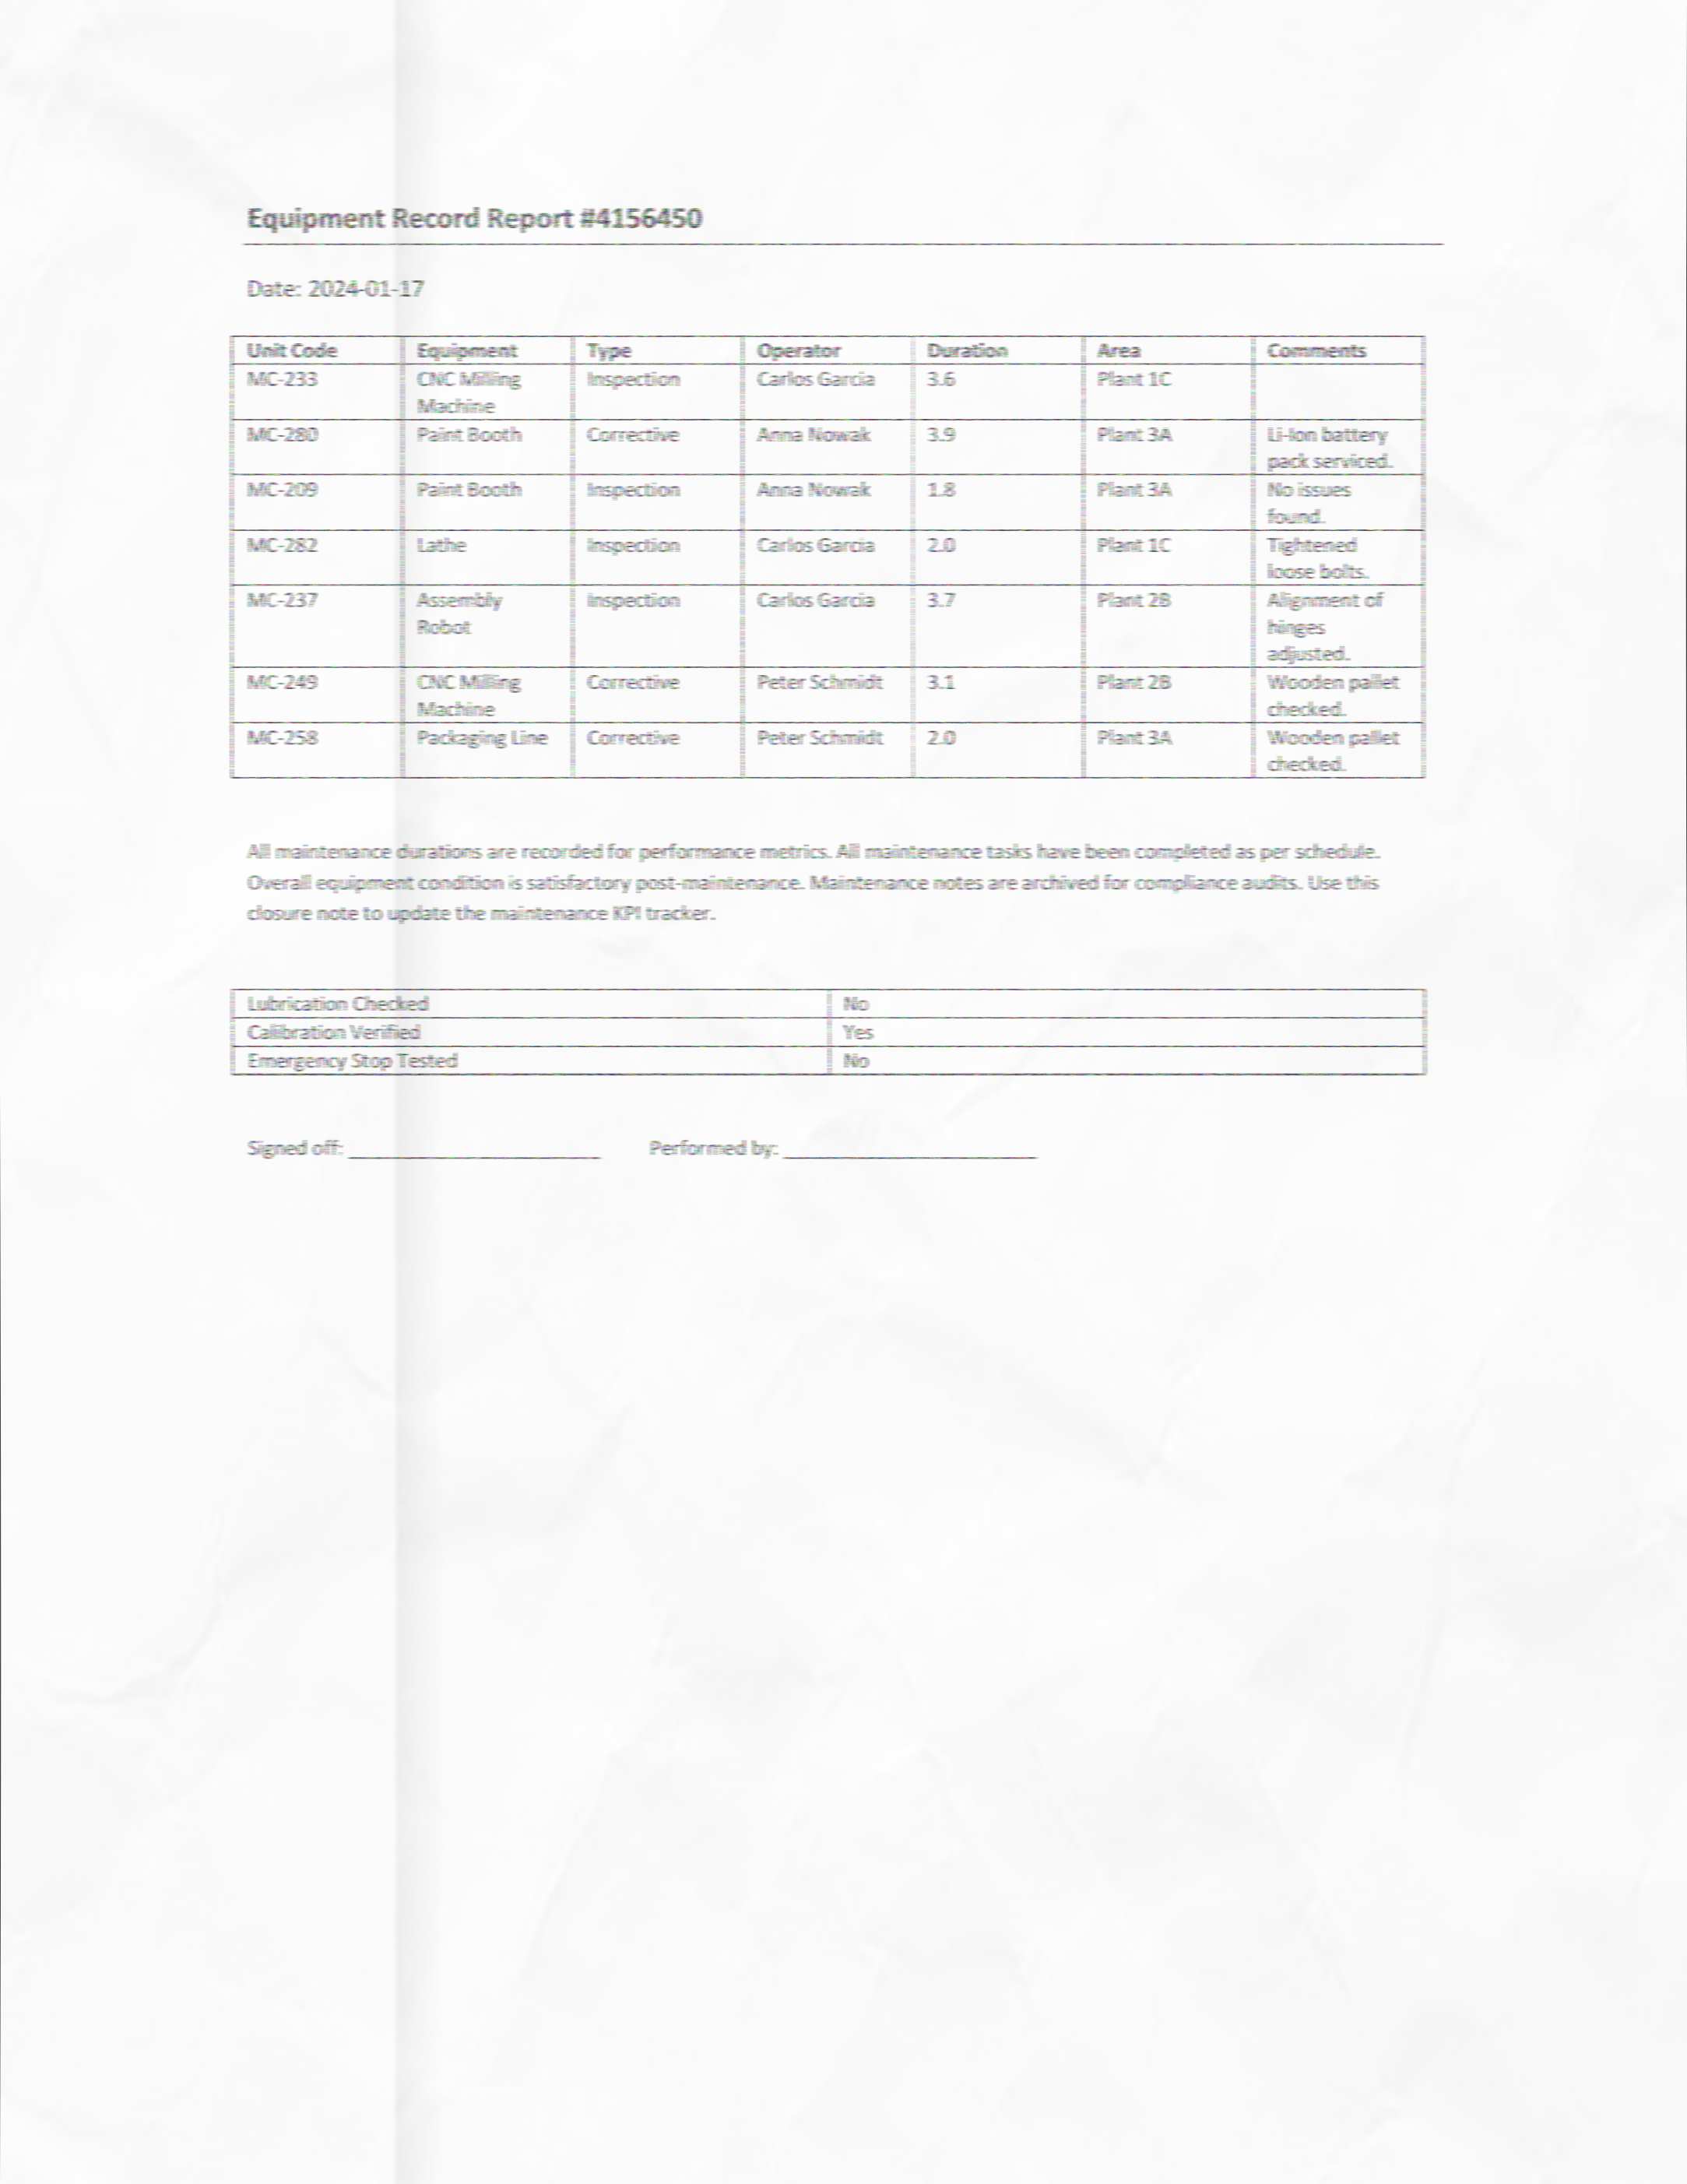 Equipment Record Report #4156450
Date: 2024-01-17
Unit Code Equipment Type Operator Duration Area Comments
MC-233 CNC Milling Machine Inspection Carlos Garcia 3.6 Plant 1C
MC-280 Paint Booth Corrective Anna Nowak 3.9 Plant 3A Li-Ion battery pack serviced.
MC-209 Paint Booth Inspection Anna Nowak 1.8 Plant 3A No issues found.
MC-282 Lathe Inspection Carlos Garcia 2.0 Plant 1C Tightened loose bolts.
MC-237 Assembly Robot Inspection Carlos Garcia 3.7 Plant 2B Alignment of hinges adjusted.
MC-249 CNC Milling Machine Corrective Peter Schmidt 3.1 Plant 2B Wooden pallet checked.
MC-258 Packaging Line Corrective Peter Schmidt 2.0 Plant 3A Wooden pallet checked.
All maintenance durations are recorded for performance metrics. All maintenance tasks have been completed as per schedule.
Overall equipment condition is satisfactory post-maintenance. Maintenance notes are archived for compliance audits. Use this
closure note to update the maintenance KPI tracker.
Lubrication Checked No
Calibration Verified Yes
Emergency Stop Tested No
Signed off: Performed by: